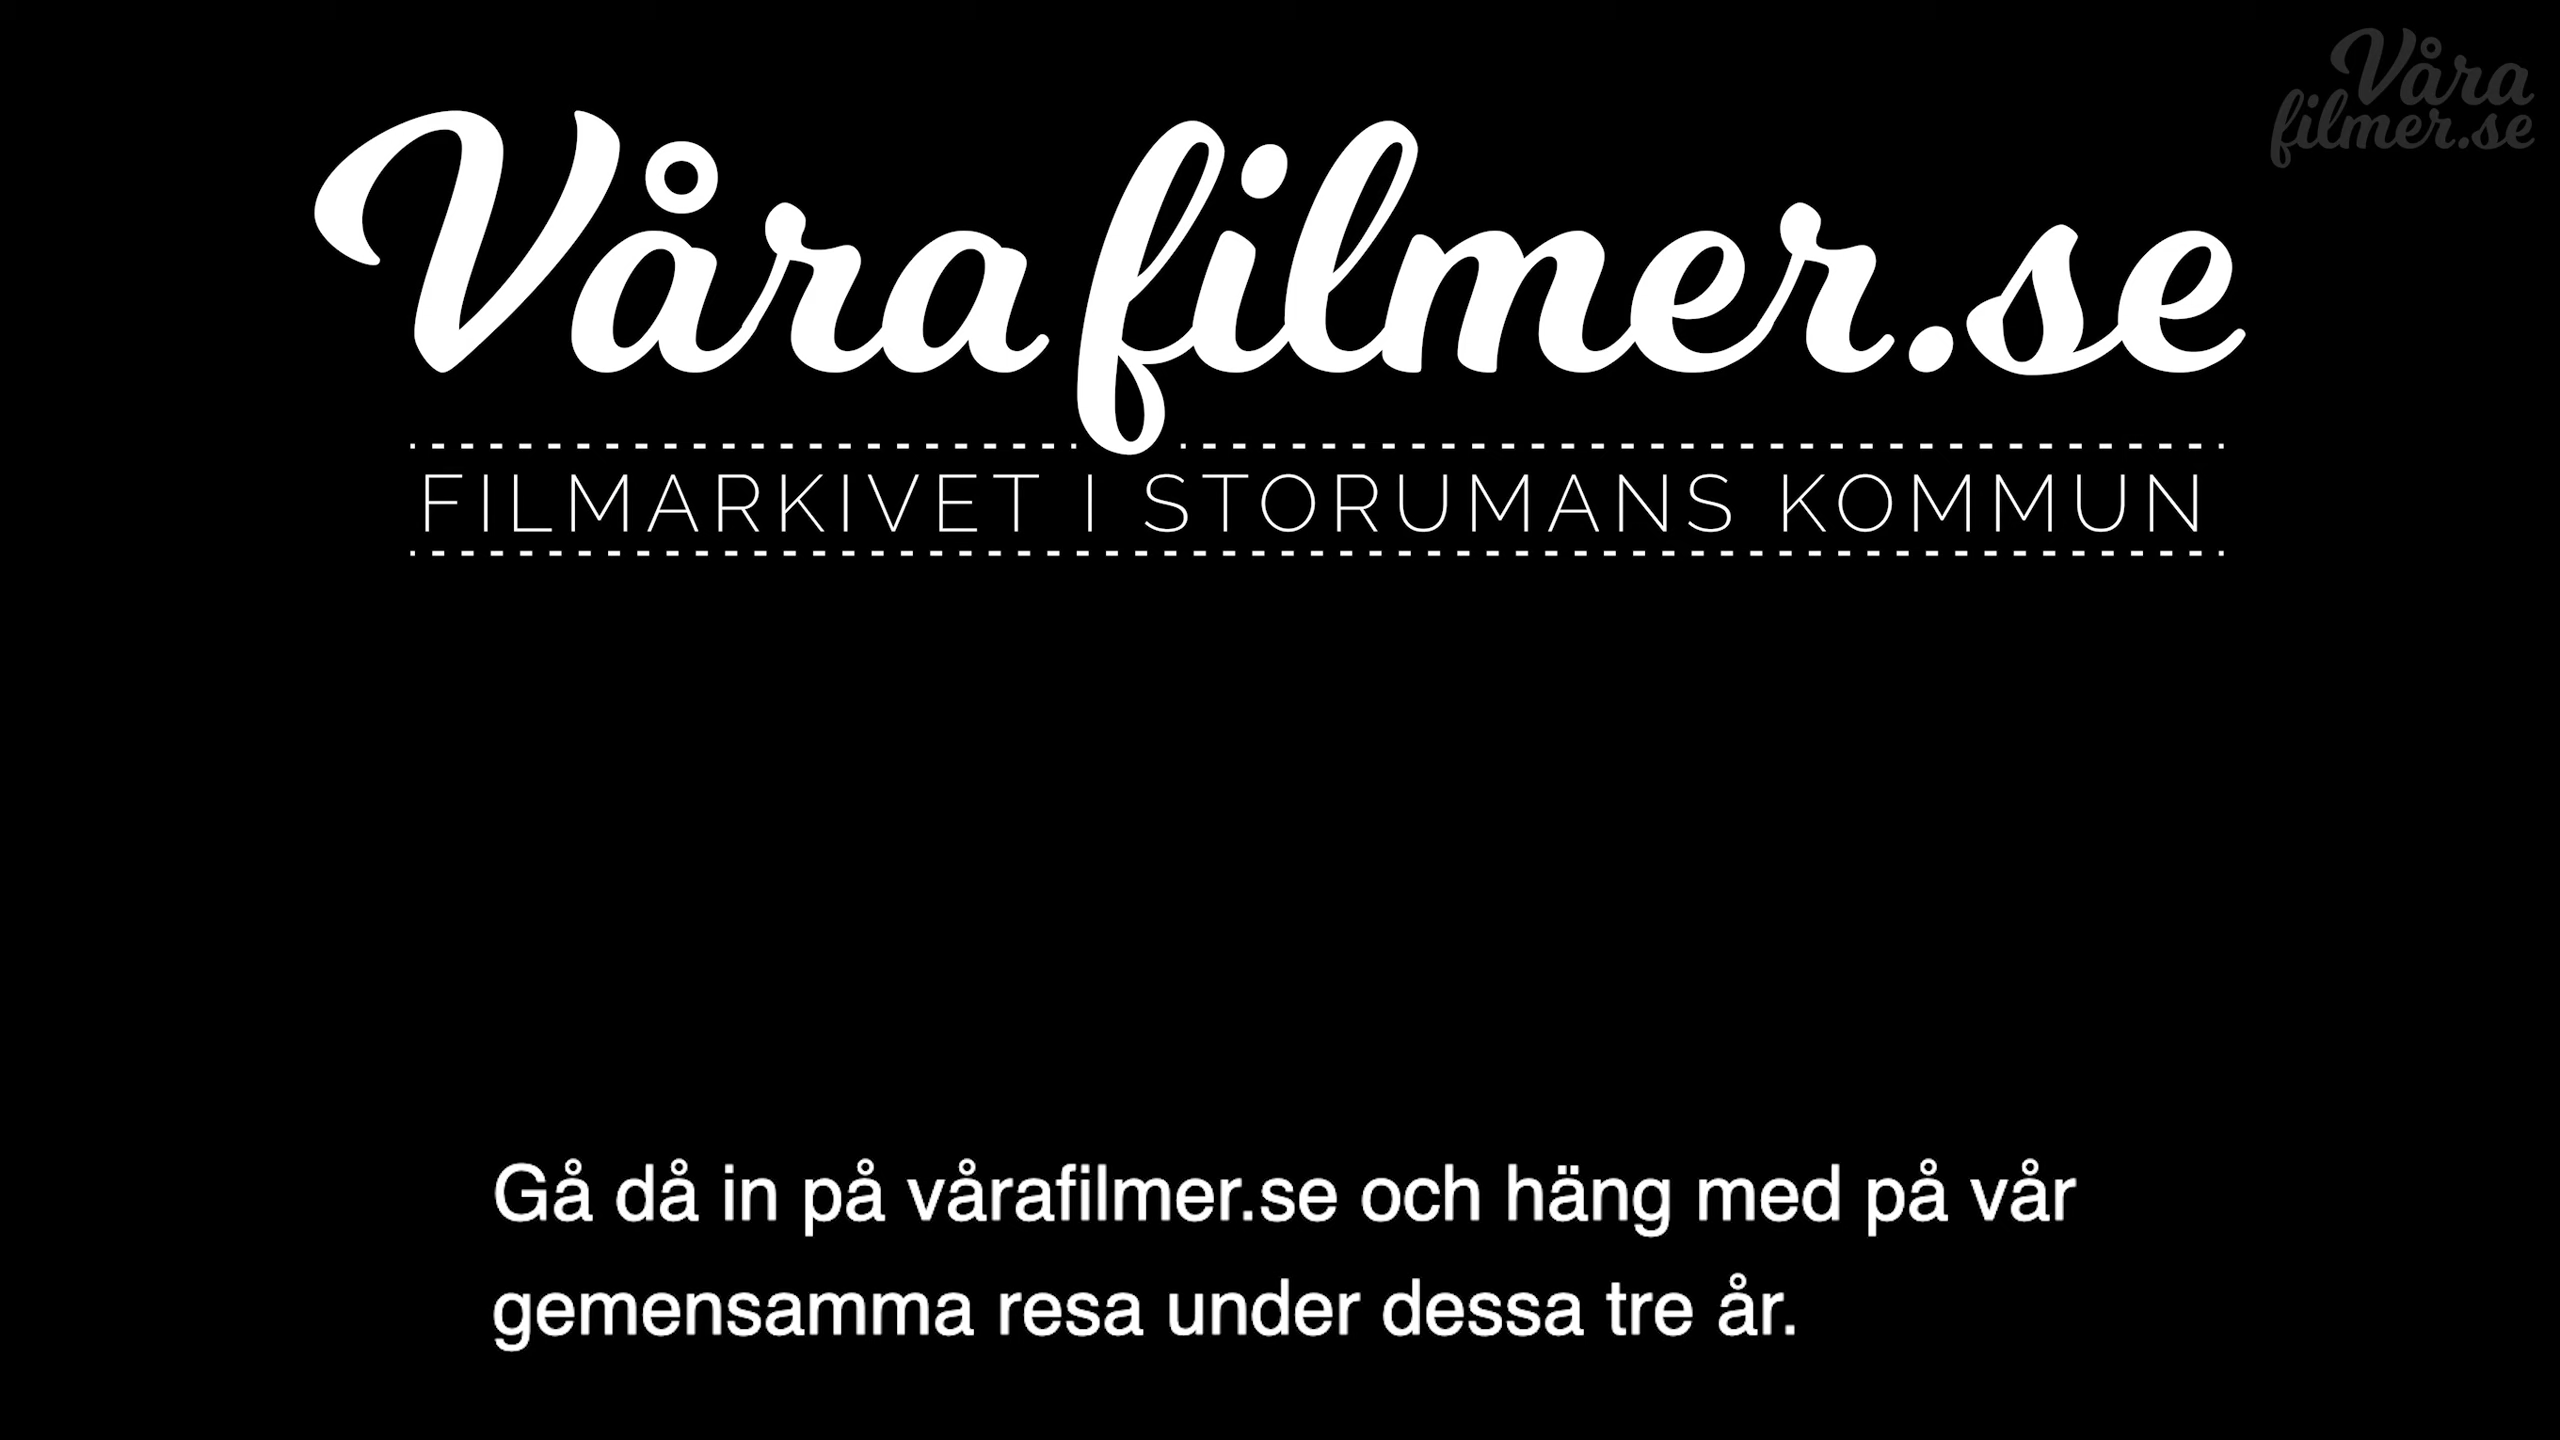 Våra
filmer.se
Våra filmer.se
FILMARKIVET I STORUMANS KOMMUN
Gå då in på vårafilmer.se och häng med på vår
gemensamma resa under dessa tre år.